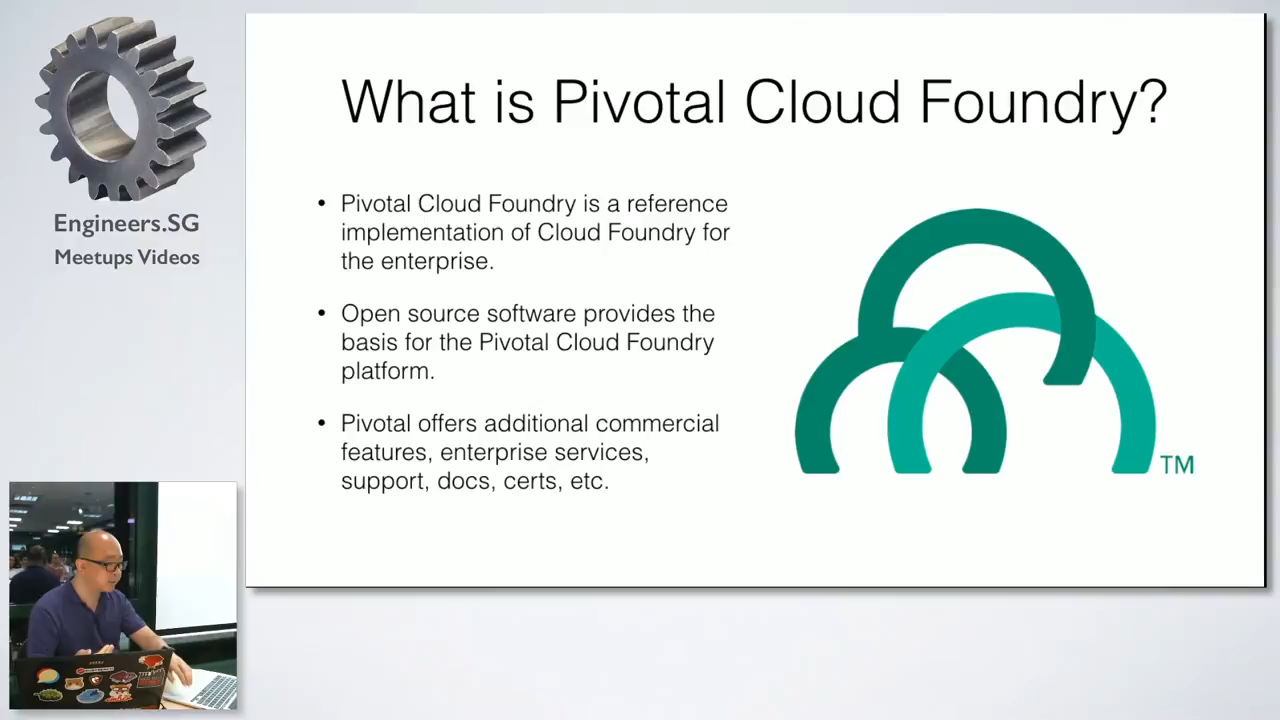 Engineers.SG
Meetups Videos
What is Pivotal Cloud Foundry?
• Pivotal Cloud Foundry is a reference
implementation of Cloud Foundry for
the enterprise.
• Open source software provides the
basis for the Pivotal Cloud Foundry
platform.
• Pivotal offers additional commercial
features, enterprise services,
support, docs, certs, etc.
TM